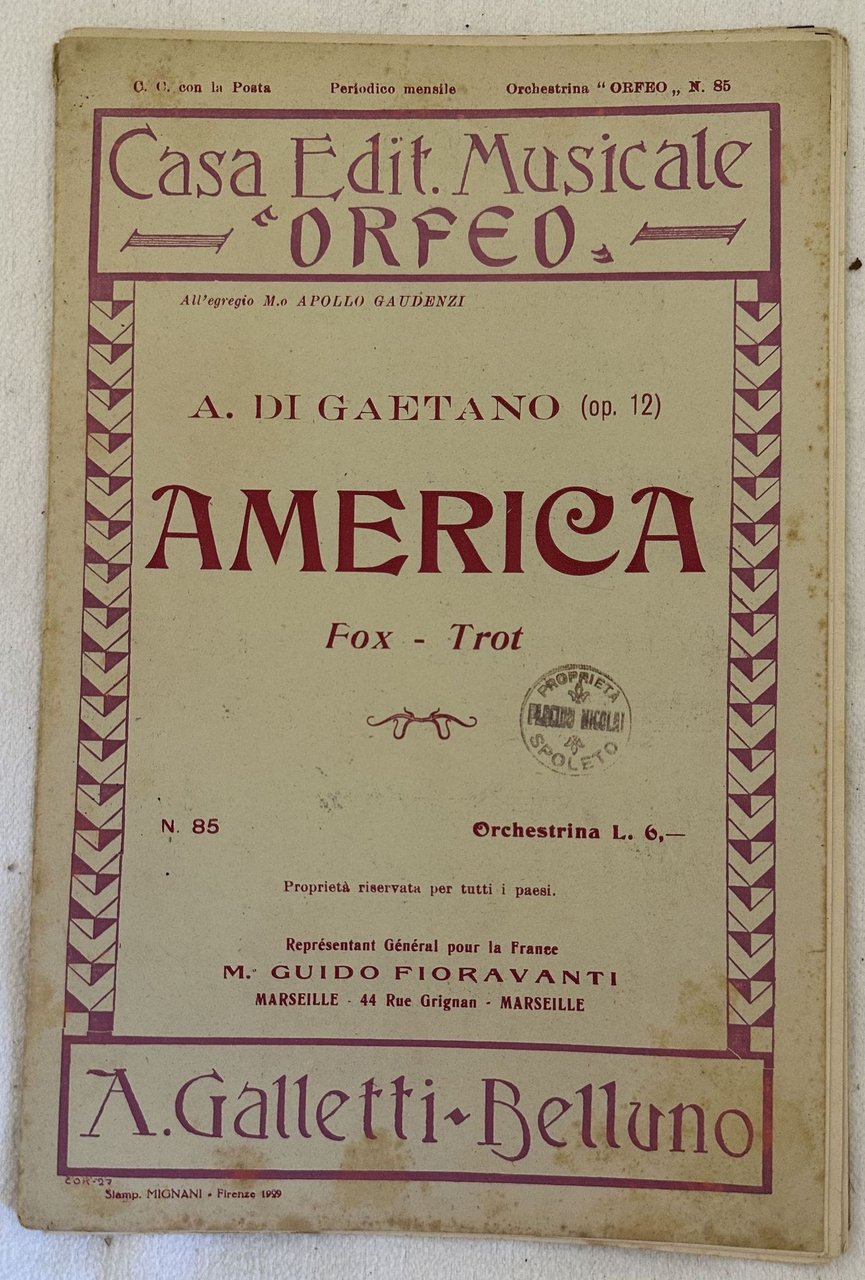 C. C. con la Posta Periodico mensile Orchestrina "ORFEO„ N. 85
Casa Edit. Musicale
"ORFEO„
All'egregio M.o APOLLO GAUDENZI
A. DI GAETANO (op. 12)
AMERICA
Fox - Trot
PROPRIETÀ
NICOLAI
SPOLETO
N. 85 Orchestrina L. 6,—
Proprietà riservata per tutti i paesi.
Représentant Général pour la France
M.° GUIDO FIORAVANTI
MARSEILLE - 44 Rue Grignan - MARSEILLE
A. Galletti - Belluno
Stamp. MIGNANI - Firenze 1929